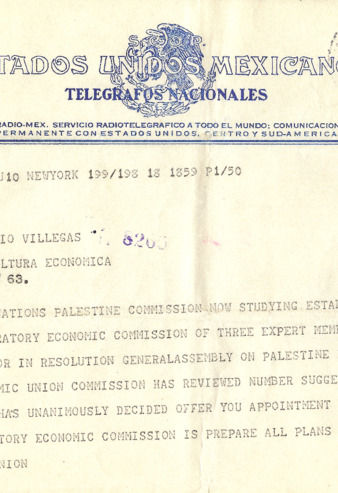 TADOS UNIDOS MEXICANO
TELEGRAFOS NACIONALES
RADIO-MEX. SERVICIO RADIOTELEGRAFICO A TODO EL MUNDO; COMUNICACION
PERMANENTE CON ESTADOS UNIDOS, CENTRO Y SUD-AMERICA
U10 NEWYORK 199/198 18 1859 P1/50
IO VILLEGAS
LTURA ECONOMICA
63.
NATIONS PALESTINE COMMISSION NOW STUDYING ESTA
RATORY ECONOMIC COMMISSION OF THREE EXPERT MEM
OR IN RESOLUTION GENERALASSEMBLY ON PALESTINE
MIC UNION COMMISSION HAS REVIEWED NUMBER SUGGE
HAS UNANIMOUSLY DECIDED OFFER YOU APPOINTMENT
TORY ECONOMIC COMMISSION IS PREPARE ALL PLANS
NION